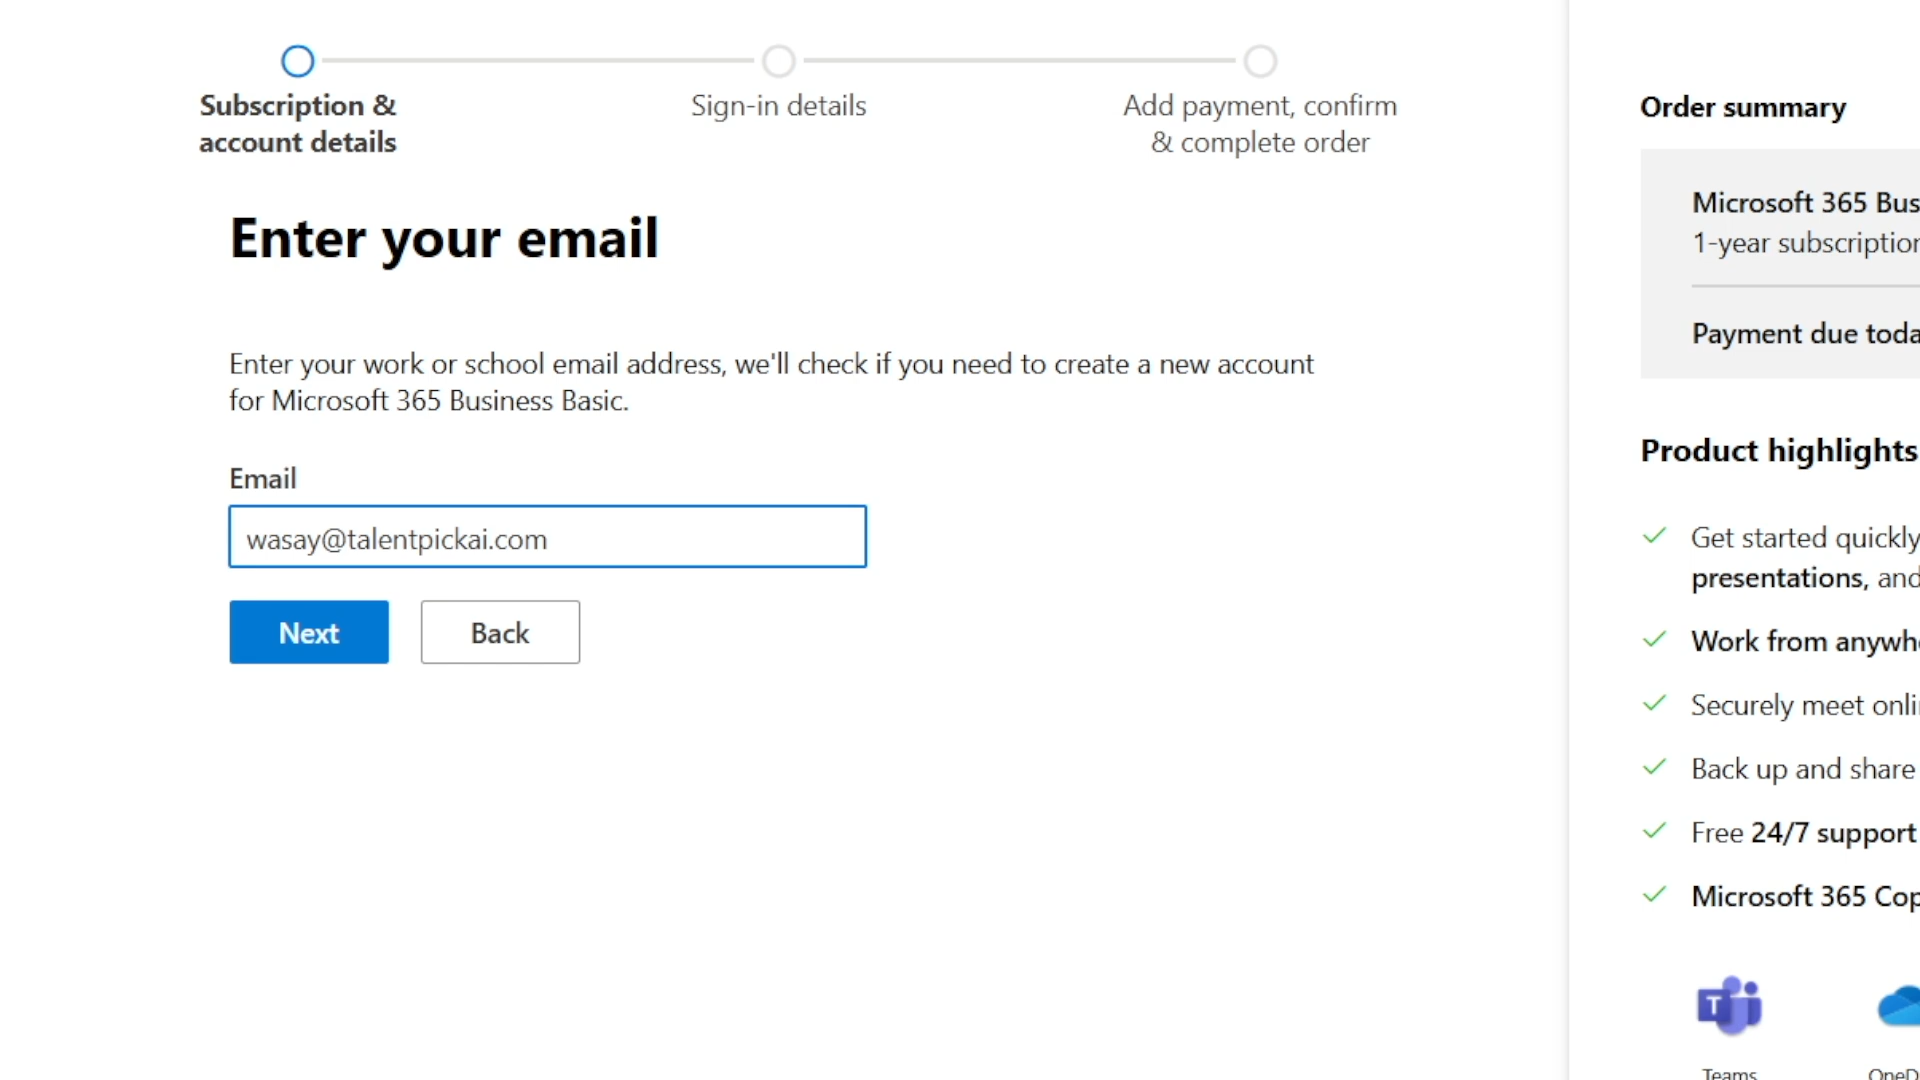 Subscription &
account details
Sign-in details
Add payment, confirm
& complete order
Enter your email
Enter your work or school email address, we'll check if you need to create a new account
for Microsoft 365 Business Basic.
Email
wasay@talentpickai.com
Next
Back
Order summary
Microsoft 365 Bus
1-year subscription
Payment due toda
Product highlights
Get started quickly
presentations, and
Work from anywhe
Securely meet onli
Back up and share
Free 24/7 support
Microsoft 365 Cop
T
Teams
OneD